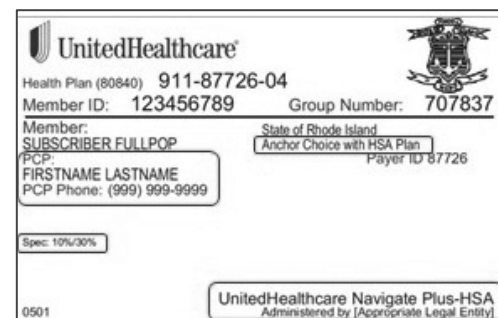 UnitedHealthcare®
Health Plan (80840) 911-87726-04
Member ID: 123456789 Group Number: 707837
Member:
SUBSCRIBER FULLPOP
State of Rhode Island
Anchor Choice with HSA Plan
Payer ID 87726
PCP:
FIRSTNAME LASTNAME
PCP Phone: (999) 999-9999
Spec: 10%/30%
UnitedHealthcare Navigate Plus-HSA
0501 Administered by [Appropriate Legal Entity]